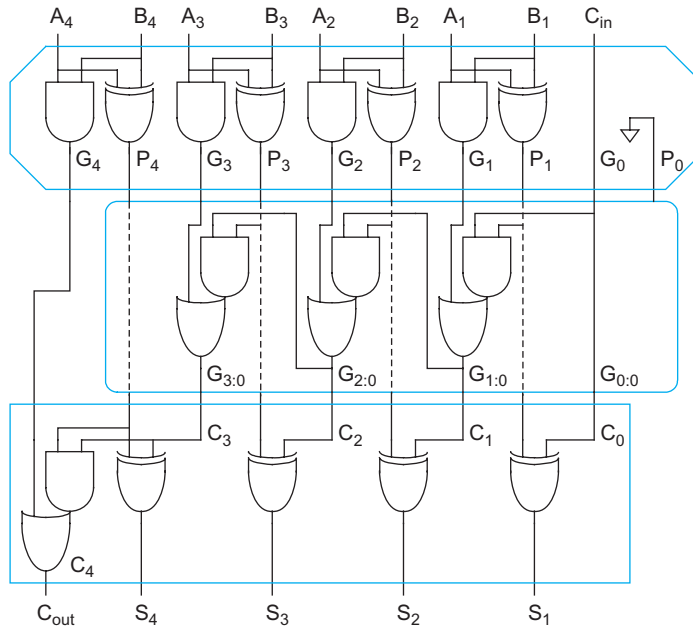 A4 B4 A3 B3 A2 B2 A1 B1 Cin
G4 P4 G3 P3 G2 P2 G1 P1 G0 P0
G3:0 G2:0 G1:0 G0:0
C3 C2 C1 C0
C4
Cout S4 S3 S2 S1